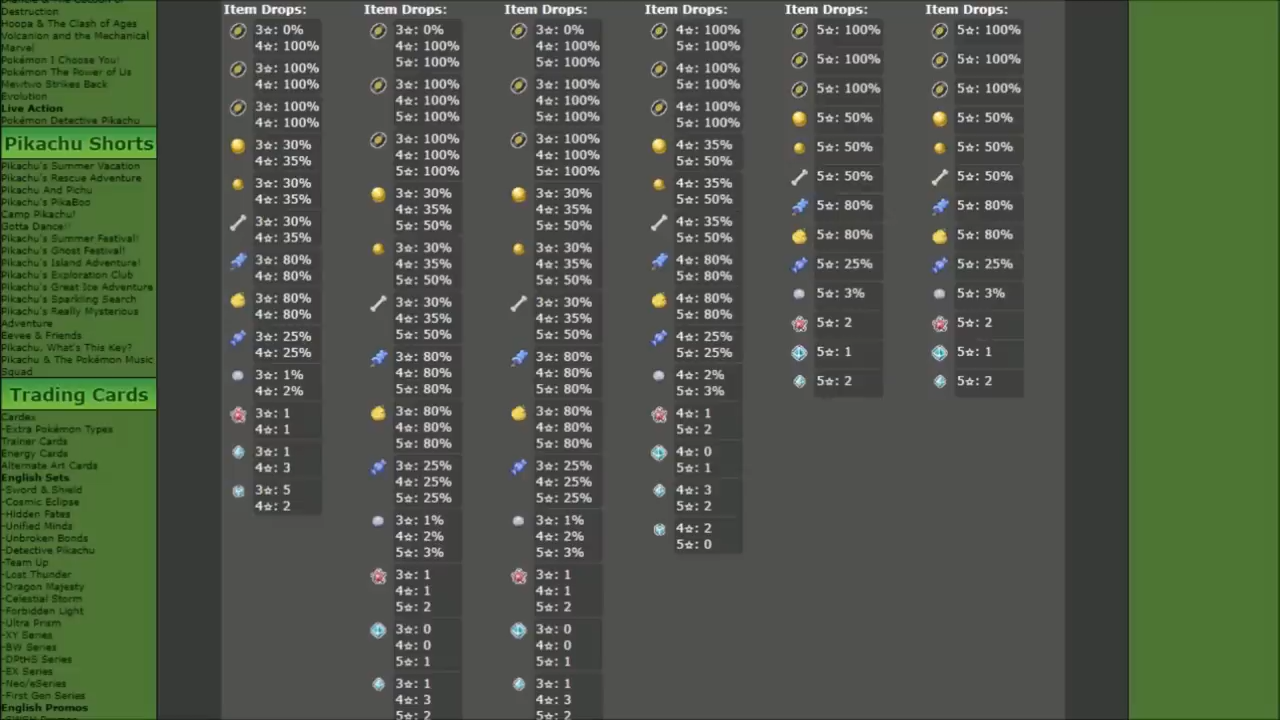 Destruction
Hoopa & The Clash of Ages
Volcanion and the Mechanical
Marvel
Pokémon I Choose You!
Pokémon The Power of Us
Mewtwo Strikes Back
Evolution
Live Action
Pokémon Detective Pikachu
Pikachu Shorts
Pikachu's Summer Vacation
Pikachu's Rescue Adventure
Pikachu And Pichu
Pikachu's PikaBoo
Camp Pikachu!
Gotta Dance!!
Pikachu's Summer Festival!
Pikachu's Ghost Festival!
Pikachu's Island Adventure!
Pikachu's Exploration Club
Pikachu's Great Ice Adventure
Pikachu's Sparkling Search
Pikachu's Really Mysterious
Adventure
Eevee & Friends
Pikachu, What's This Key?
Pikachu & The Pokémon Music
Squad
Trading Cards
Cardex
-Extra Pokémon Types
Trainer Cards
Energy Cards
Alternate Art Cards
English Sets
-Sword & Shield
-Cosmic Eclipse
-Hidden Fates
-Unified Minds
-Unbroken Bonds
-Detective Pikachu
-Team Up
-Lost Thunder
-Dragon Majesty
-Celestial Storm
-Forbidden Light
-Ultra Prism
-XY Series
-BW Series
-DPtHS Series
-EX Series
-Neo/eSeries
-First Gen Series
English Promos
Item Drops:
3☆: 0%
4☆: 100%
3☆: 100%
4☆: 100%
3☆: 100%
4☆: 100%
3☆: 30%
4☆: 35%
3☆: 30%
4☆: 35%
3☆: 30%
4☆: 35%
3☆: 80%
4☆: 80%
3☆: 80%
4☆: 80%
3☆: 25%
4☆: 25%
3☆: 1%
4☆: 2%
3☆: 1
4☆: 1
3☆: 1
4☆: 3
3☆: 5
4☆: 2
Item Drops:
3☆: 0%
4☆: 100%
5☆: 100%
3☆: 100%
4☆: 100%
5☆: 100%
3☆: 100%
4☆: 100%
5☆: 100%
3☆: 30%
4☆: 35%
5☆: 50%
3☆: 30%
4☆: 35%
5☆: 50%
3☆: 30%
4☆: 35%
5☆: 50%
3☆: 80%
4☆: 80%
5☆: 80%
3☆: 80%
4☆: 80%
5☆: 80%
3☆: 25%
4☆: 25%
5☆: 25%
3☆: 1%
4☆: 2%
5☆: 3%
3☆: 1
4☆: 1
5☆: 2
3☆: 0
4☆: 0
5☆: 1
3☆: 1
4☆: 3
5☆: 2
Item Drops:
3☆: 0%
4☆: 100%
5☆: 100%
3☆: 100%
4☆: 100%
5☆: 100%
3☆: 100%
4☆: 100%
5☆: 100%
3☆: 30%
4☆: 35%
5☆: 50%
3☆: 30%
4☆: 35%
5☆: 50%
3☆: 30%
4☆: 35%
5☆: 50%
3☆: 80%
4☆: 80%
5☆: 80%
3☆: 80%
4☆: 80%
5☆: 80%
3☆: 25%
4☆: 25%
5☆: 25%
3☆: 1%
4☆: 2%
5☆: 3%
3☆: 1
4☆: 1
5☆: 2
3☆: 0
4☆: 0
5☆: 1
3☆: 1
4☆: 3
5☆: 2
Item Drops:
4☆: 100%
5☆: 100%
4☆: 100%
5☆: 100%
4☆: 100%
5☆: 100%
4☆: 35%
5☆: 50%
4☆: 35%
5☆: 50%
4☆: 35%
5☆: 50%
4☆: 80%
5☆: 80%
4☆: 80%
5☆: 80%
4☆: 25%
5☆: 25%
4☆: 2%
5☆: 3%
4☆: 1
5☆: 2
4☆: 0
5☆: 1
4☆: 3
5☆: 2
4☆: 2
5☆: 0
Item Drops:
5☆: 100%
5☆: 100%
5☆: 100%
5☆: 50%
5☆: 50%
5☆: 50%
5☆: 80%
5☆: 80%
5☆: 25%
5☆: 3%
5☆: 2
5☆: 1
5☆: 2
Item Drops:
5☆: 100%
5☆: 100%
5☆: 100%
5☆: 50%
5☆: 50%
5☆: 50%
5☆: 80%
5☆: 80%
5☆: 25%
5☆: 3%
5☆: 2
5☆: 1
5☆: 2